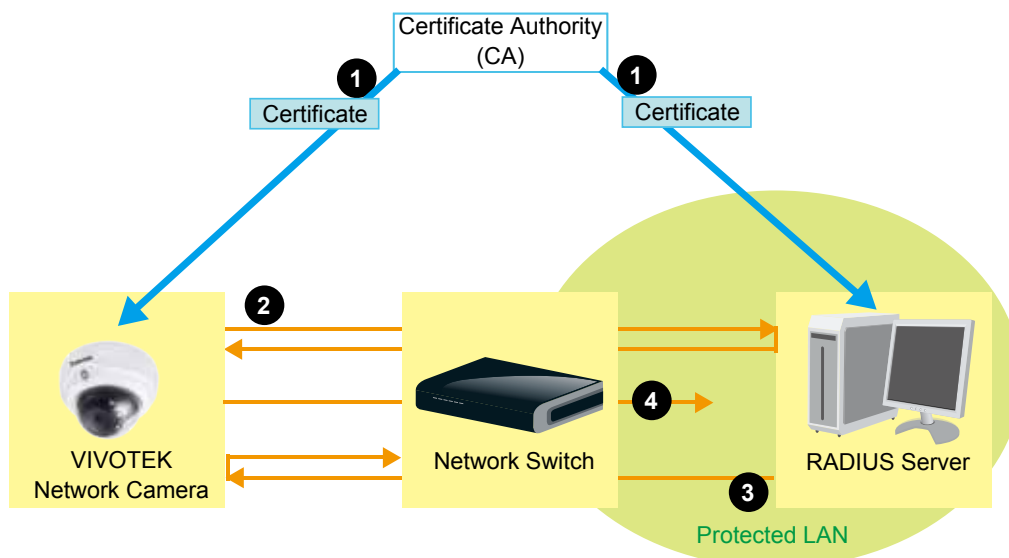 Certificate Authority
(CA)
1
1
Certificate
Certificate
2
4
VIVOTEK
Network Camera
Network Switch
RADIUS Server
3
Protected LAN